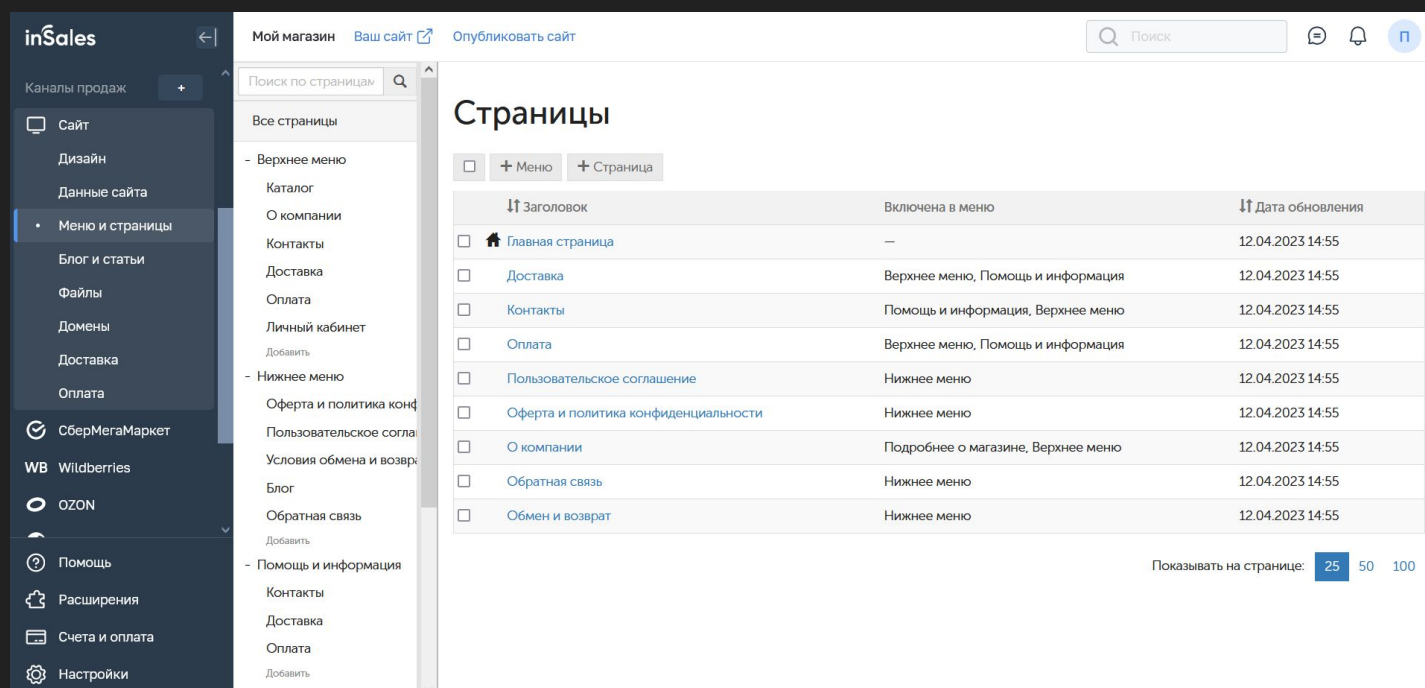 inSales
Мой магазин Ваш сайт Опубликовать сайт Поиск П
Каналы продаж +
Сайт
Дизайн
Данные сайта
Меню и страницы
Блог и статьи
Файлы
Домены
Доставка
Оплата
СберМегаМаркет
WB Wildberries
OZON
Помощь
Расширения
Счета и оплата
Настройки
Поиск по страницам
Все страницы
- Верхнее меню
Каталог
О компании
Контакты
Доставка
Оплата
Личный кабинет
Добавить
- Нижнее меню
Оферта и политика конф
Пользовательское согла
Условия обмена и возвра
Блог
Обратная связь
Добавить
- Помощь и информация
Контакты
Доставка
Оплата
Добавить
Страницы
+ Меню + Страница
Заголовок Включена в меню Дата обновления
Главная страница — 12.04.2023 14:55
Доставка Верхнее меню, Помощь и информация 12.04.2023 14:55
Контакты Помощь и информация, Верхнее меню 12.04.2023 14:55
Оплата Верхнее меню, Помощь и информация 12.04.2023 14:55
Пользовательское соглашение Нижнее меню 12.04.2023 14:55
Оферта и политика конфиденциальности Нижнее меню 12.04.2023 14:55
О компании Подробнее о магазине, Верхнее меню 12.04.2023 14:55
Обратная связь Нижнее меню 12.04.2023 14:55
Обмен и возврат Нижнее меню 12.04.2023 14:55
Показывать на странице: 25 50 100